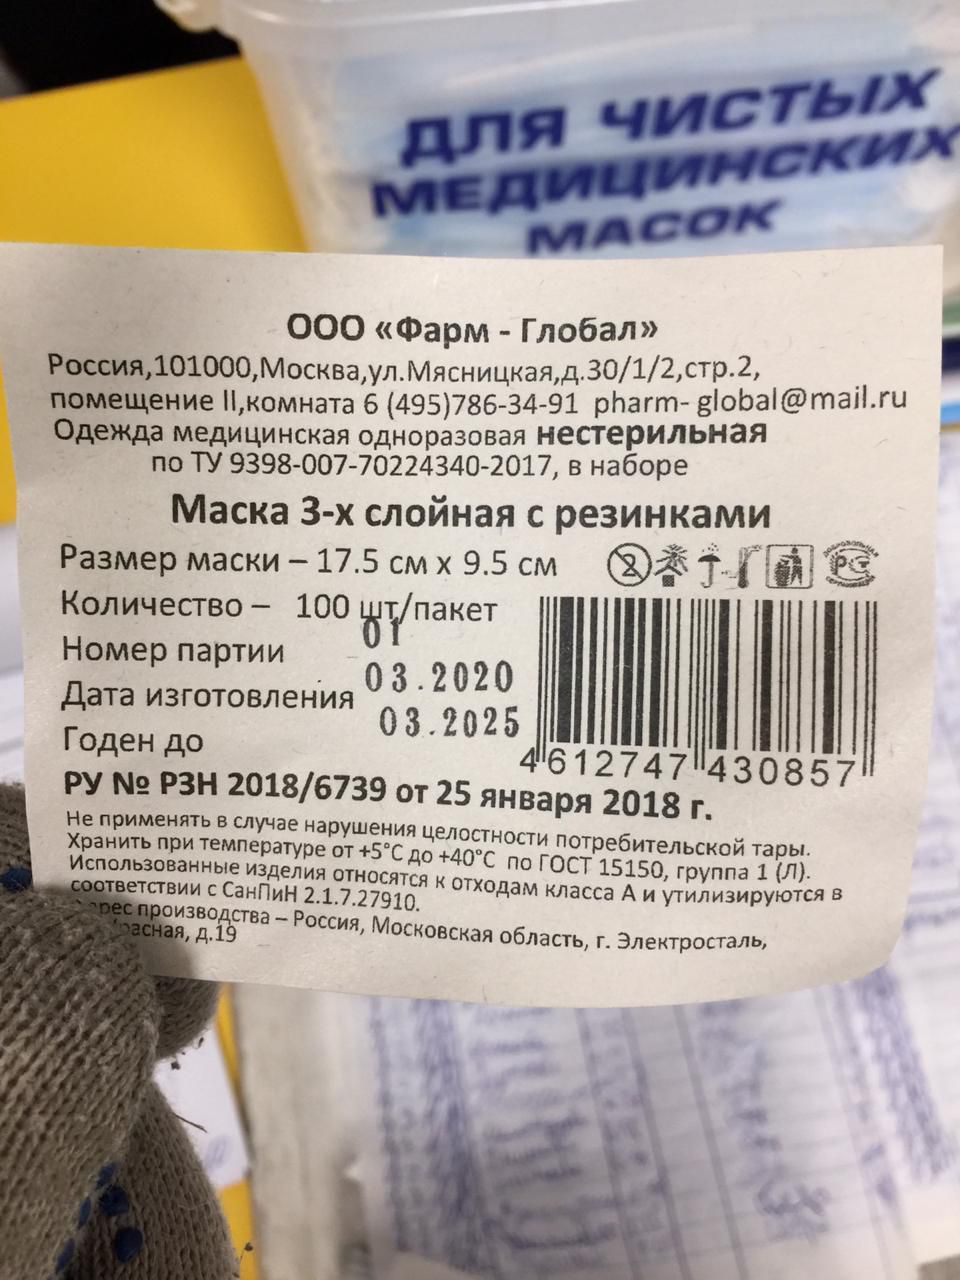 ДЛЯ ЧИСТЫХ
МЕДИЦИНСКИХ
МАСОК
ООО «Фарм - Глобал»
Россия,101000,Москва,ул.Мясницкая,д.30/1/2,стр.2,
помещение II,комната 6 (495)786-34-91 pharm- global@mail.ru
Одежда медицинская одноразовая нестерильная
по ТУ 9398-007-70224340-2017, в наборе
Маска 3-х слойная с резинками
Размер маски – 17.5 см х 9.5 см
Количество – 100 шт/пакет
Номер партии 01
Дата изготовления 03.2020
Годен до 03.2025
4 612747 430857
РУ № РЗН 2018/6739 от 25 января 2018 г.
Не применять в случае нарушения целостности потребительской тары.
Хранить при температуре от +5°С до +40°С по ГОСТ 15150, группа 1 (Л).
Использованные изделия относятся к отходам класса А и утилизируются в
соответствии с СанПиН 2.1.7.27910.
производства – Россия, Московская область, г. Электросталь,
д.19